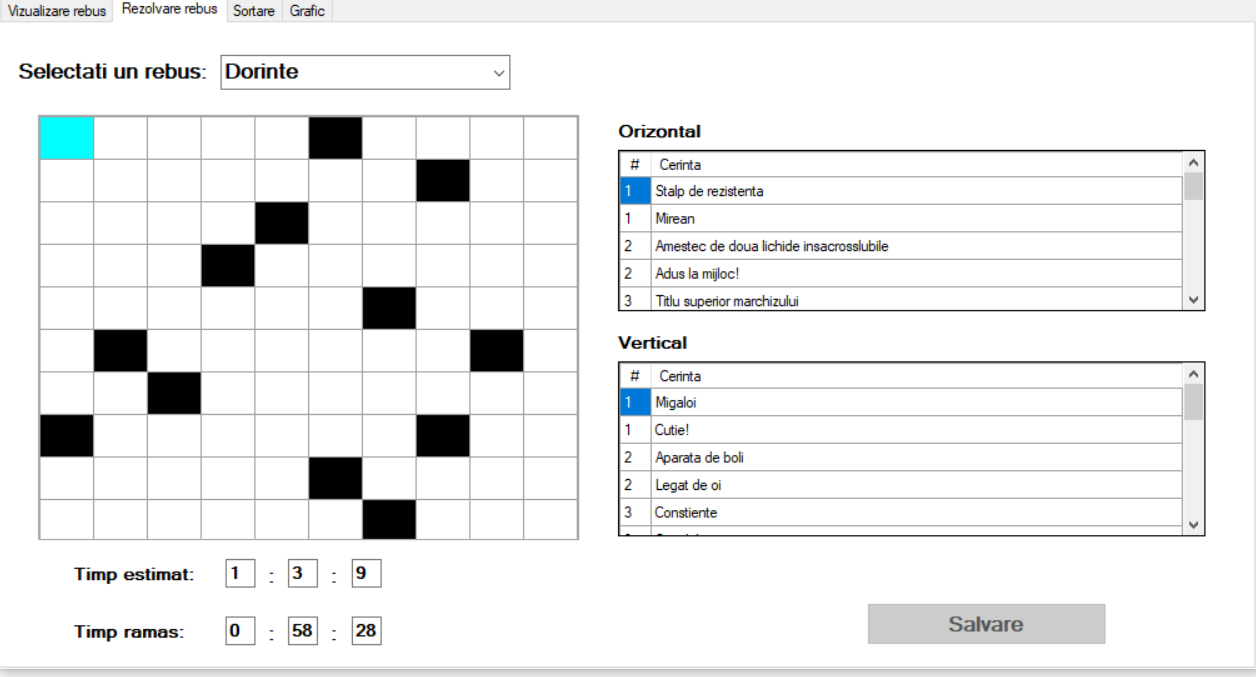 Vizualizare rebus Rezolvare rebus Sortare Grafic
Selectati un rebus: Dorinte
Orizontal
# Cerinta
1 Stalp de rezistenta
1 Mirean
2 Amestec de doua lichide insacrosslubile
2 Adus la mijloc!
3 Titlu superior marchizului
Vertical
# Cerinta
1 Migaloi
1 Cutie!
2 Aparata de boli
2 Legat de oi
3 Constiente
Timp estimat: 1 : 3 : 9
Timp ramas: 0 : 58 : 28
Salvare